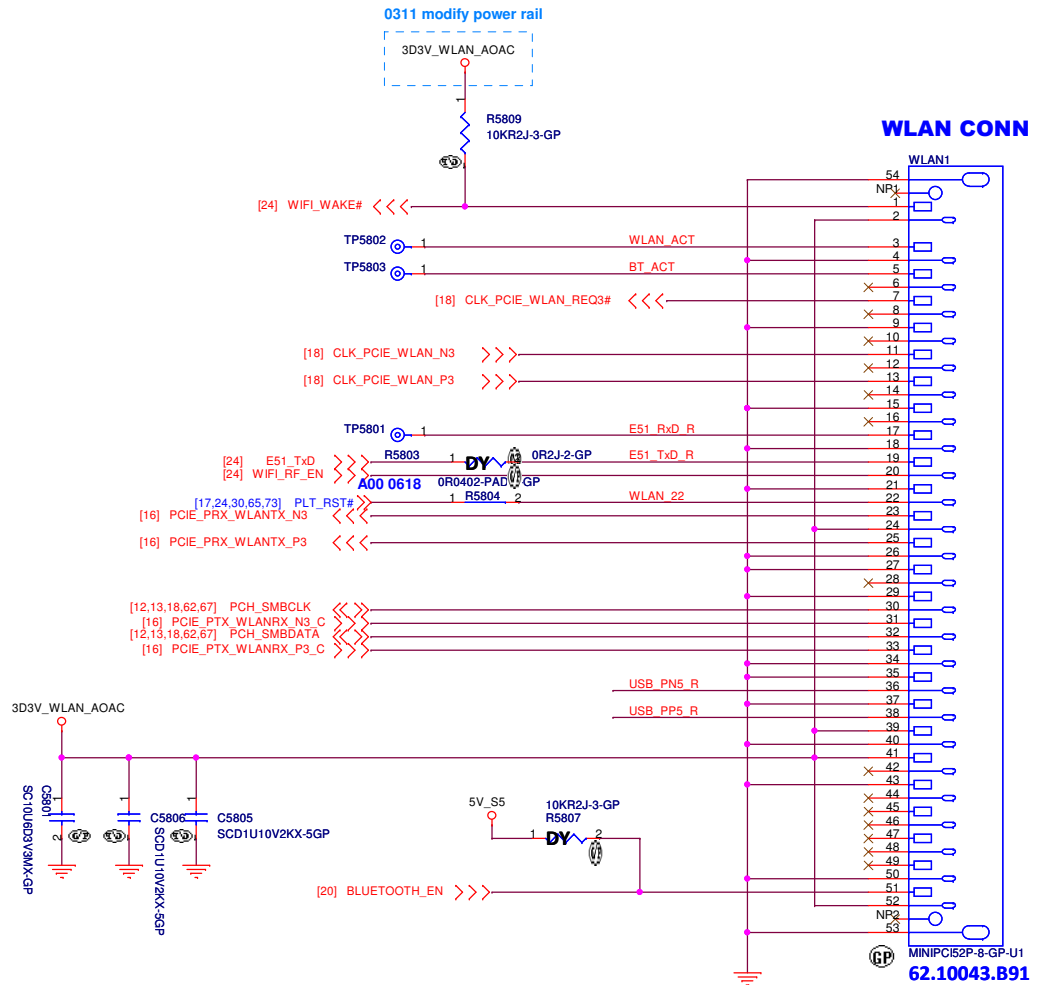 0311 modify power rail
3D3V_WLAN_AOAC
1
R5809
10KR2J-3-GP
WLAN CONN
WLAN1
54
NP1
[24] WIFI_WAKE#
1
2
TP5802 1 WLAN_ACT 3
4
TP5803 1 BT_ACT 5
6
[18] CLK_PCIE_WLAN_REQ3# 7
8
9
10
[18] CLK_PCIE_WLAN_N3 11
12
[18] CLK_PCIE_WLAN_P3 13
14
15
16
TP5801 1 E51_RxD_R 17
18
R5803 0R2J-2-GP
[24] E51_TxD 1 DY E51_TxD_R 19
[24] WIFI_RF_EN 20
A00 0618 0R0402-PAD GP
21
[17,24,30,65,73] PLT_RST# 1 R5804 2 WLAN_22 22
[16] PCIE_PRX_WLANTX_N3 23
24
[16] PCIE_PRX_WLANTX_P3 25
26
27
28
29
[12,13,18,62,67] PCH_SMBCLK 30
[16] PCIE_PTX_WLANRX_N3_C 31
[12,13,18,62,67] PCH_SMBDATA 32
[16] PCIE_PTX_WLANRX_P3_C 33
34
35
USB_PN5_R 36
37
USB_PP5_R 38
39
3D3V_WLAN_AOAC
40
41
42
43
44
45
46
47
48
49
50
1 1 1
C5801
SC10U6D3V3MX-GP
2
C5806
SCD1U10V2KX-5GP
C5805
SCD1U10V2KX-5GP
5V_S5
10KR2J-3-GP
R5807
1 DY 2
[20] BLUETOOTH_EN 51
52
NP2
53
GP
MINIPCI52P-8-GP-U1
62.10043.B91